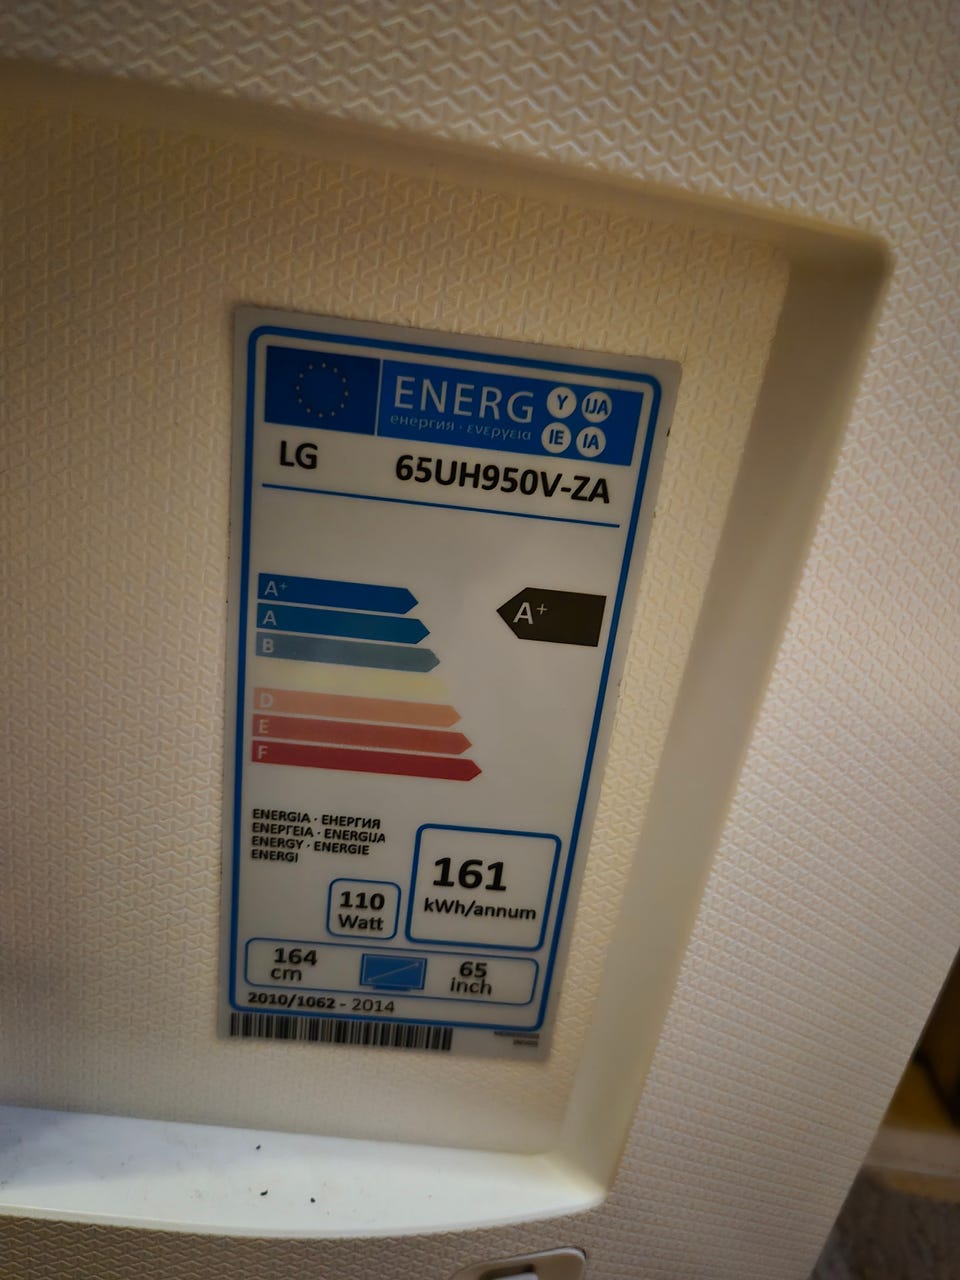 ENERG Y IJA
енергия · ενεργεια IE IA
LG 65UH950V-ZA
A+
A+
A
B
D
E
F
ENERGIA · ЕНЕРГИЯ
ΕΝΕΡΓΕΙΑ · ENERGIJA
ENERGY · ENERGIE
ENERGI
161
kWh/annum
110
Watt
164
cm
65
inch
2010/1062 - 2014